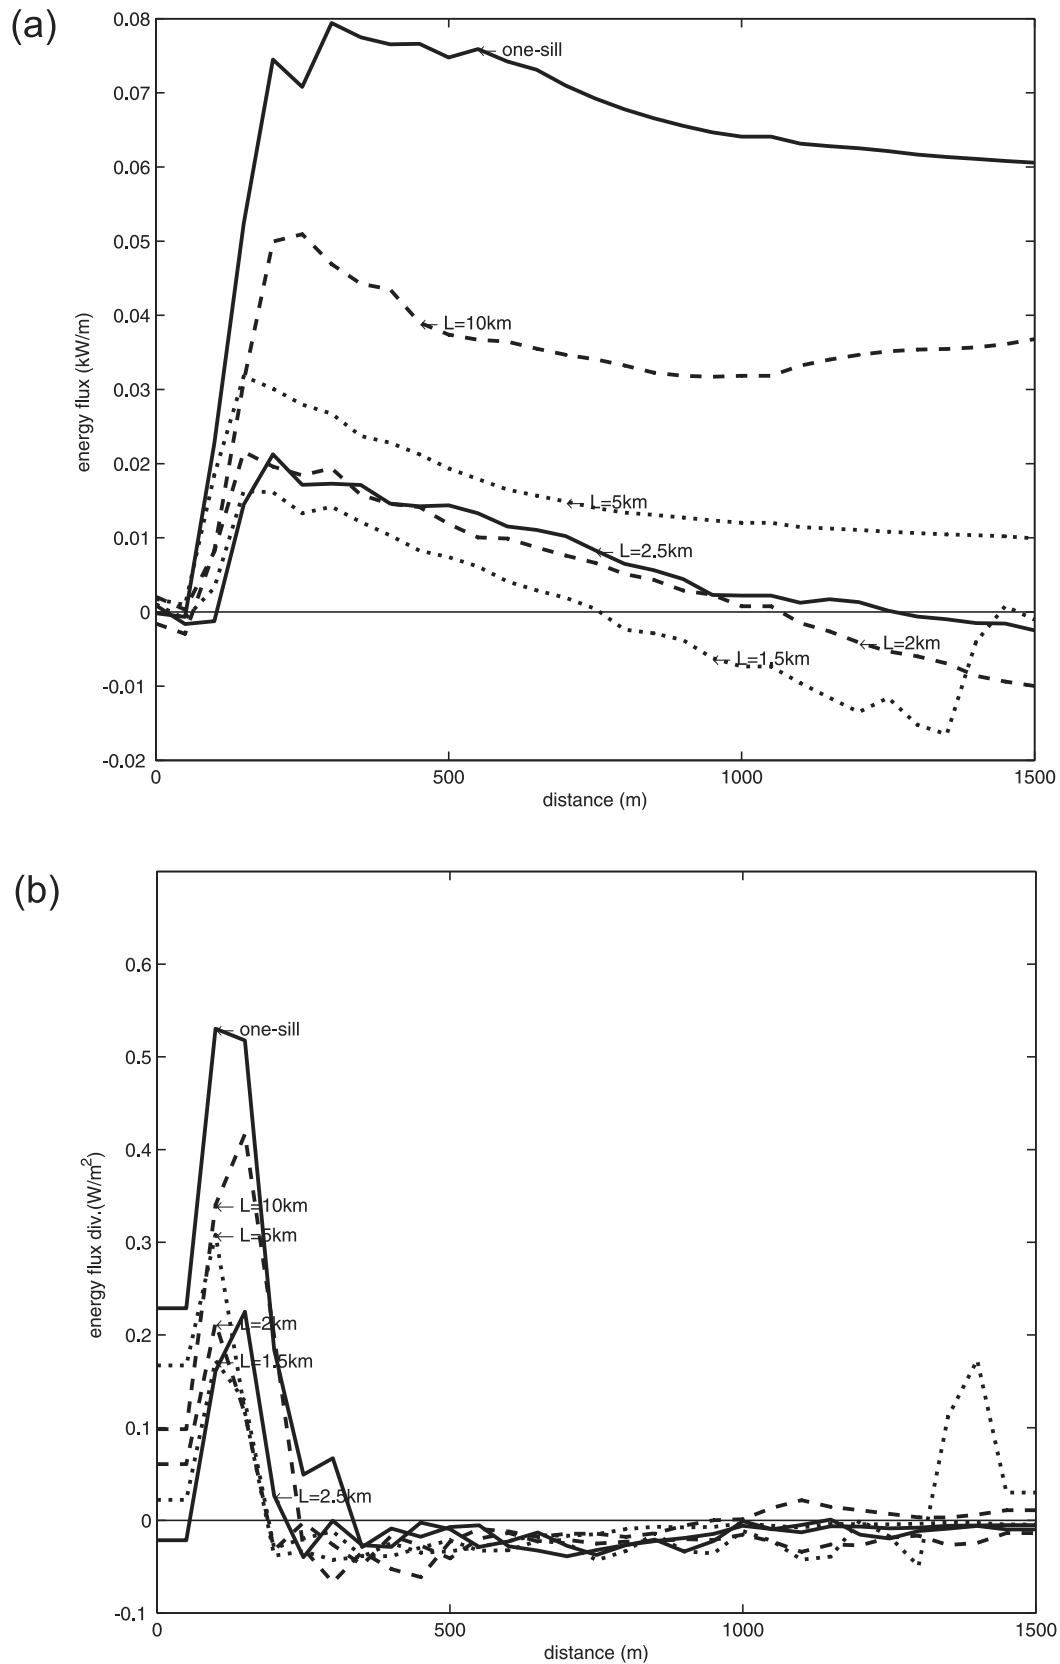 (a)
0.08
0.07
0.06
0.05
0.04
0.03
0.02
0.01
0
-0.01
-0.02
energy flux (kW/m)
← one-sill
← L=10km
← L=5km
← L=2.5km
← L=2km
← L=1.5km
0
500
1000
1500
distance (m)
(b)
0.6
0.5
0.4
0.3
0.2
0.1
0
-0.1
energy flux div.(W/m²)
← one-sill
← L=10km
← L=5km
← L=2km
← L=1.5km
← L=2.5km
0
500
1000
1500
distance (m)